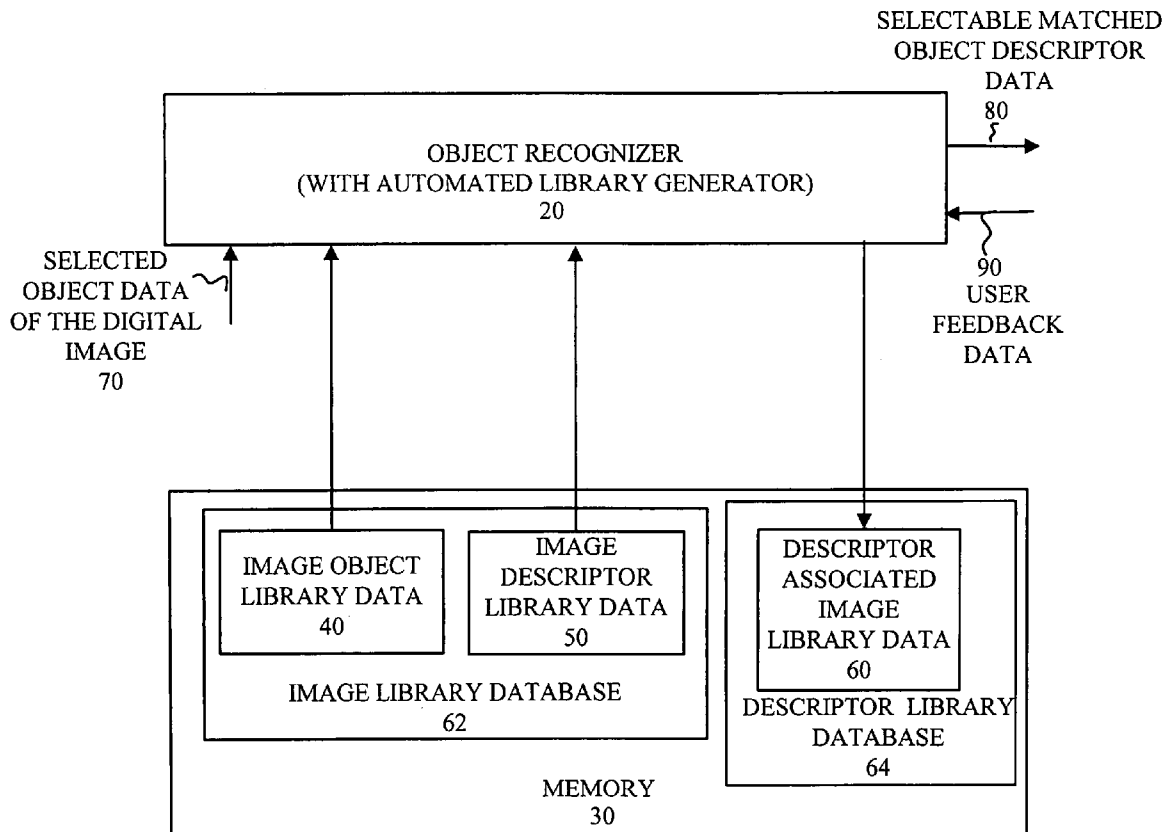 SELECTABLE MATCHED
OBJECT DESCRIPTOR
DATA
80
OBJECT RECOGNIZER
(WITH AUTOMATED LIBRARY GENERATOR)
20
SELECTED
OBJECT DATA
OF THE DIGITAL
IMAGE
70
90
USER
FEEDBACK
DATA
IMAGE OBJECT
LIBRARY DATA
40
IMAGE
DESCRIPTOR
LIBRARY DATA
50
IMAGE LIBRARY DATABASE
62
DESCRIPTOR
ASSOCIATED
IMAGE
LIBRARY DATA
60
DESCRIPTOR LIBRARY
DATABASE
64
MEMORY
30